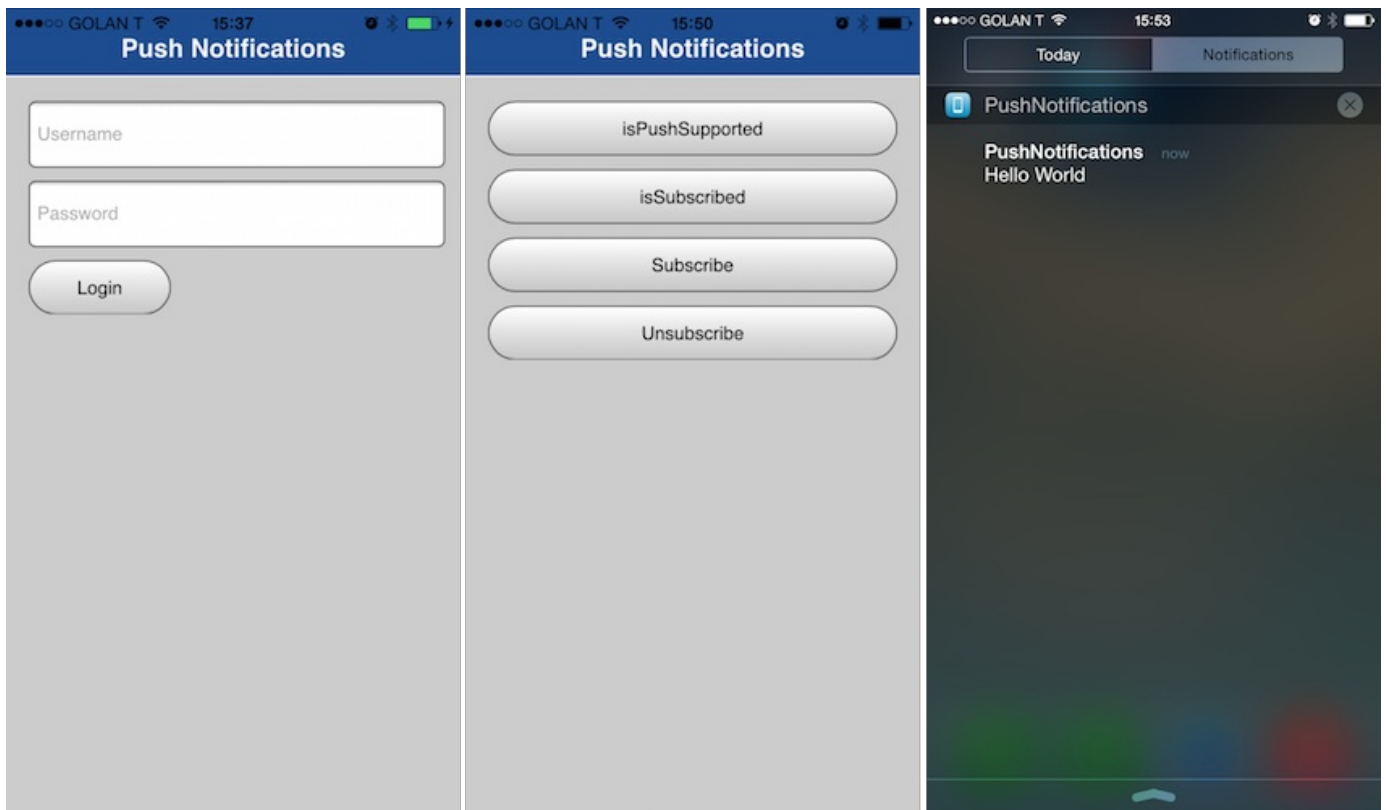 GOLAN T 15:37
Push Notifications
Username
Password
Login
GOLAN T 15:50
Push Notifications
isPushSupported
isSubscribed
Subscribe
Unsubscribe
GOLAN T 15:53
Today Notifications
PushNotifications
PushNotifications now
Hello World